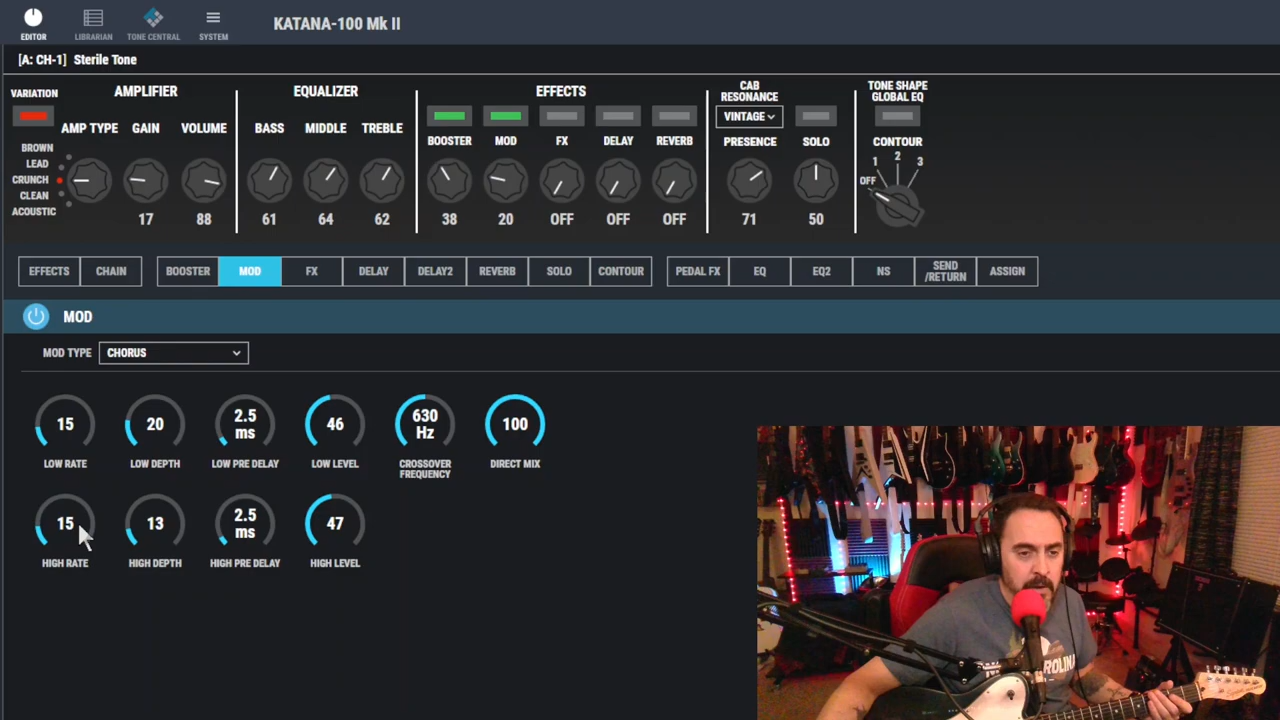 KATANA-100 Mk II
EDITOR
LIBRARIAN
TONE CENTRAL
SYSTEM
[A: CH-1] Sterile Tone
VARIATION
AMPLIFIER
EQUALIZER
EFFECTS
CAB
RESONANCE
TONE SHAPE
GLOBAL EQ
AMP TYPE
GAIN
VOLUME
BASS
MIDDLE
TREBLE
BOOSTER
MOD
FX
DELAY
REVERB
VINTAGE
PRESENCE
SOLO
CONTOUR
BROWN
LEAD
CRUNCH
CLEAN
ACOUSTIC
OFF
1
2
3
17
88
61
64
62
38
20
OFF
OFF
OFF
71
50
EFFECTS
CHAIN
BOOSTER
MOD
FX
DELAY
DELAY2
REVERB
SOLO
CONTOUR
PEDAL FX
EQ
EQ2
NS
SEND
/RETURN
ASSIGN
MOD
MOD TYPE
CHORUS
15
20
2.5
ms
46
630
Hz
100
LOW RATE
LOW DEPTH
LOW PRE DELAY
LOW LEVEL
CROSSOVER
FREQUENCY
DIRECT MIX
15
13
2.5
ms
47
HIGH RATE
HIGH DEPTH
HIGH PRE DELAY
HIGH LEVEL